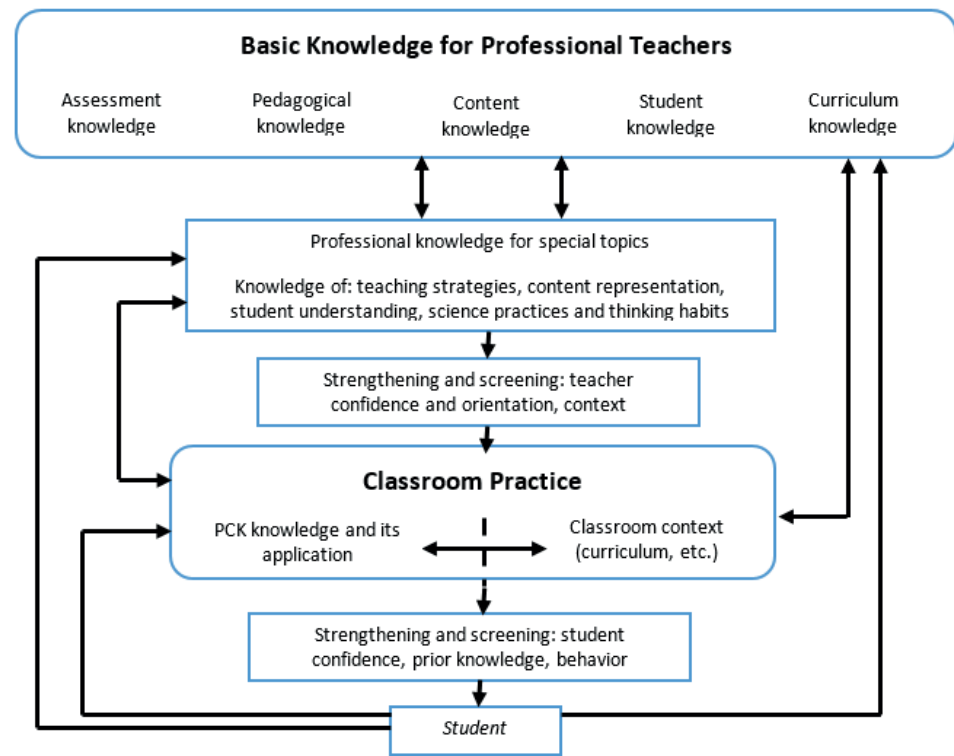 Basic Knowledge for Professional Teachers
Assessment
knowledge
Pedagogical
knowledge
Content
knowledge
Student
knowledge
Curriculum
knowledge
Professional knowledge for special topics
Knowledge of: teaching strategies, content representation,
student understanding, science practices and thinking habits
Strengthening and screening: teacher
confidence and orientation, context
Classroom Practice
PCK knowledge and its
application
Classroom context
(curriculum, etc.)
Strengthening and screening: student
confidence, prior knowledge, behavior
Student